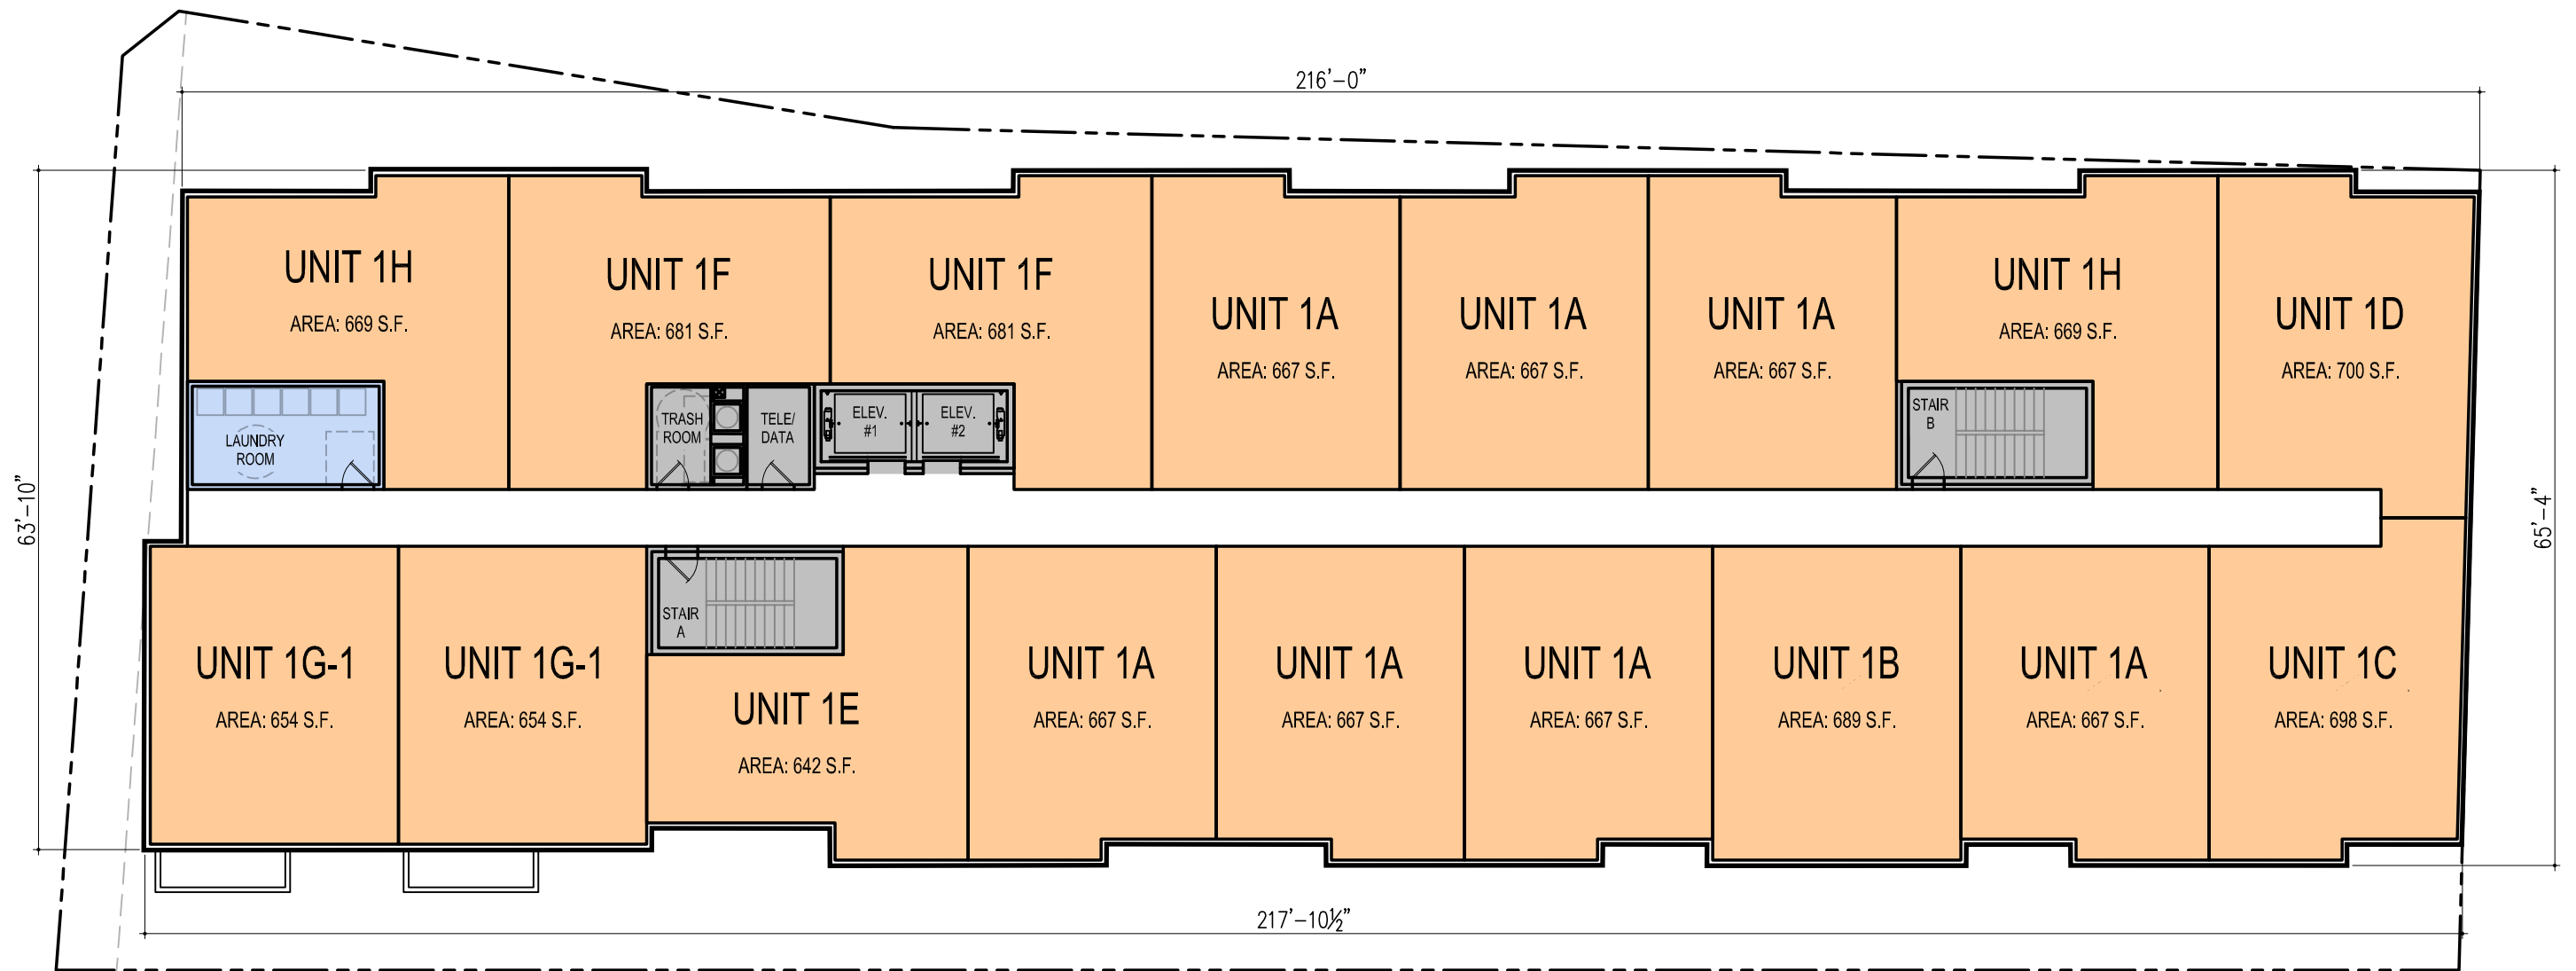 216'-0"
UNIT 1H
AREA: 669 S.F.
UNIT 1F
AREA: 681 S.F.
UNIT 1F
AREA: 681 S.F.
UNIT 1A
AREA: 667 S.F.
UNIT 1A
AREA: 667 S.F.
UNIT 1A
AREA: 667 S.F.
UNIT 1H
AREA: 669 S.F.
UNIT 1D
AREA: 700 S.F.
LAUNDRY
ROOM
TRASH
ROOM
TELE/
DATA
ELEV.
#1
ELEV.
#2
STAIR
B
63'-10"
65'-4"
STAIR
A
UNIT 1G-1
AREA: 654 S.F.
UNIT 1G-1
AREA: 654 S.F.
UNIT 1E
AREA: 642 S.F.
UNIT 1A
AREA: 667 S.F.
UNIT 1A
AREA: 667 S.F.
UNIT 1A
AREA: 667 S.F.
UNIT 1B
AREA: 689 S.F.
UNIT 1A
AREA: 667 S.F.
UNIT 1C
AREA: 698 S.F.
217'-10½"